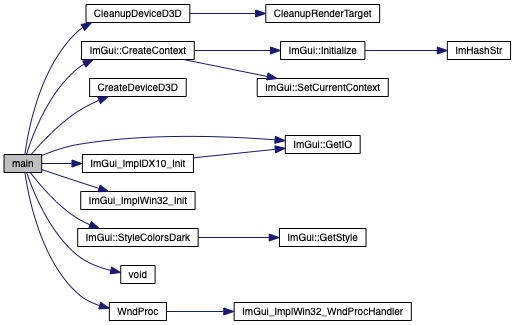 main
CleanupDeviceD3D
CleanupRenderTarget
ImGui::CreateContext
ImGui::Initialize
ImHashStr
ImGui::SetCurrentContext
CreateDeviceD3D
ImGui::GetIO
ImGui_ImplDX10_Init
ImGui_ImplWin32_Init
ImGui::StyleColorsDark
ImGui::GetStyle
void
WndProc
ImGui_ImplWin32_WndProcHandler